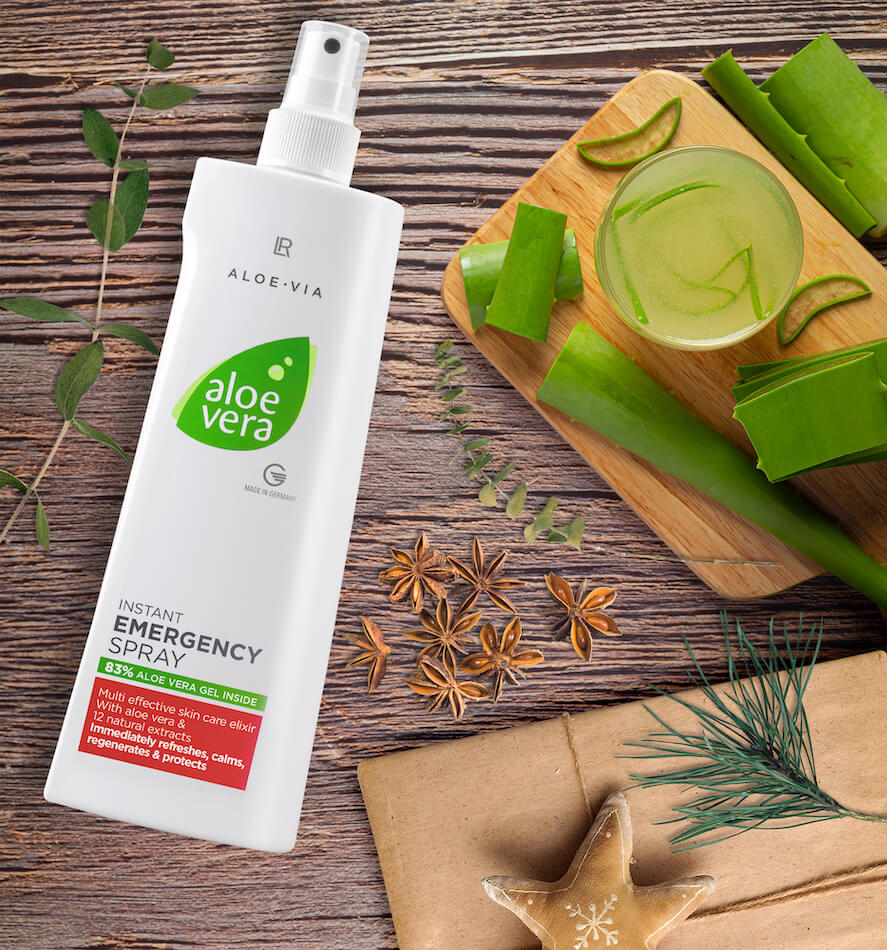 LR
ALOE•VIA
aloe
vera
MADE IN GERMANY
INSTANT
EMERGENCY
SPRAY
83% ALOE VERA GEL INSIDE
Multi effective skin care elixir
With aloe vera &
12 natural extracts
Immediately refreshes, calms,
regenerates & protects